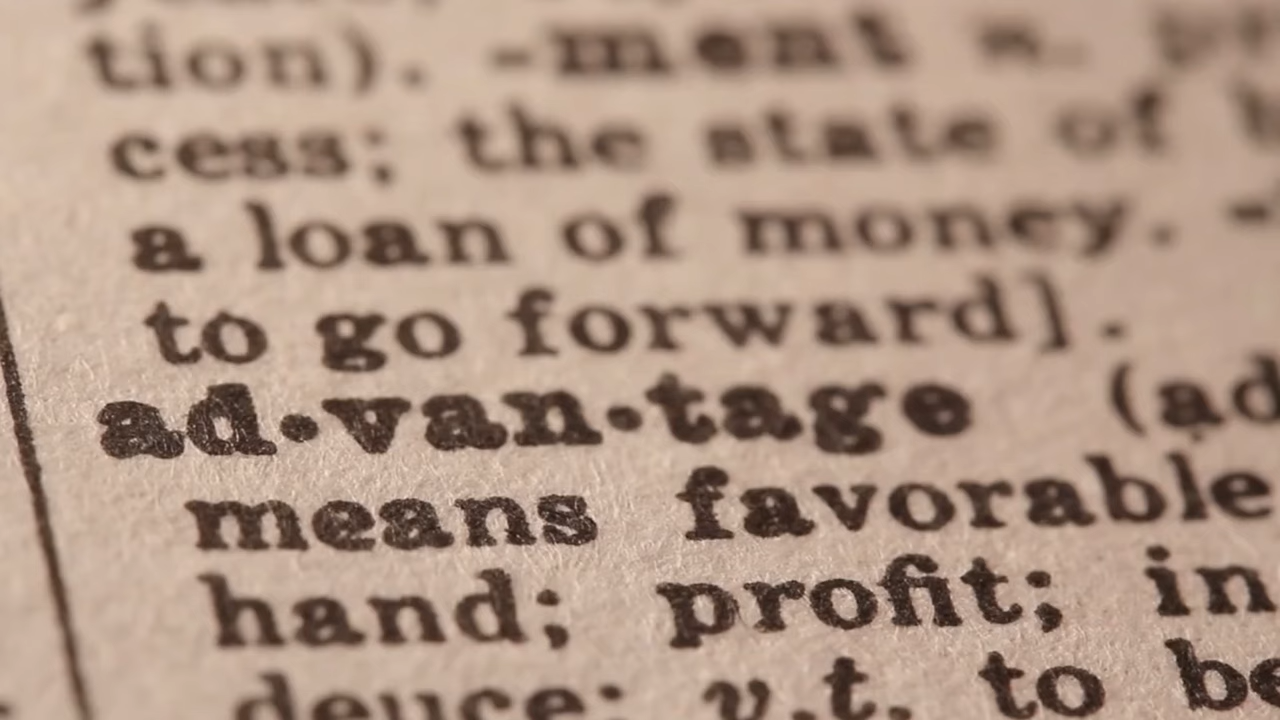 tion). -ment n.
cess; the state of
a loan of money. -
to go forward].
ad·van·tage (ad
means favorable
hand; profit; in
deuce; v.t. to be